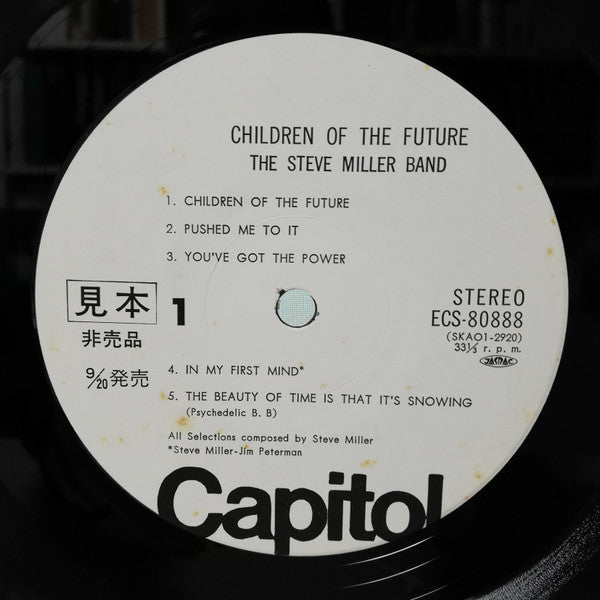 CHILDREN OF THE FUTURE
THE STEVE MILLER BAND
1. CHILDREN OF THE FUTURE
2. PUSHED ME TO IT
3. YOU'VE GOT THE POWER
見本 1
非売品
9/20発売
STEREO
ECS-80888
(SKAO1-2920)
33⅓ r. p. m.
JASRAC
4. IN MY FIRST MIND*
5. THE BEAUTY OF TIME IS THAT IT'S SNOWING
(Psychedelic B. B)
All Selections composed by Steve Miller
*Steve Miller-Jim Peterman
Capitol